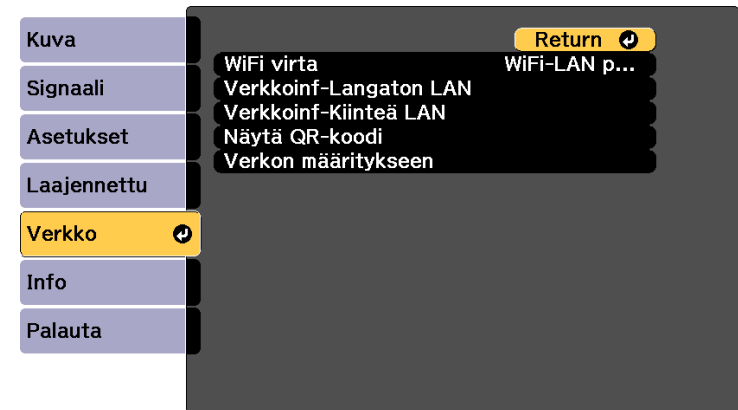 Kuva
Signaali
Asetukset
Laajennettu
Verkko
Info
Palauta
Return
WiFi virta WiFi-LAN p...
Verkkoinf-Langaton LAN
Verkkoinf-Kiinteä LAN
Näytä QR-koodi
Verkon määritykseen